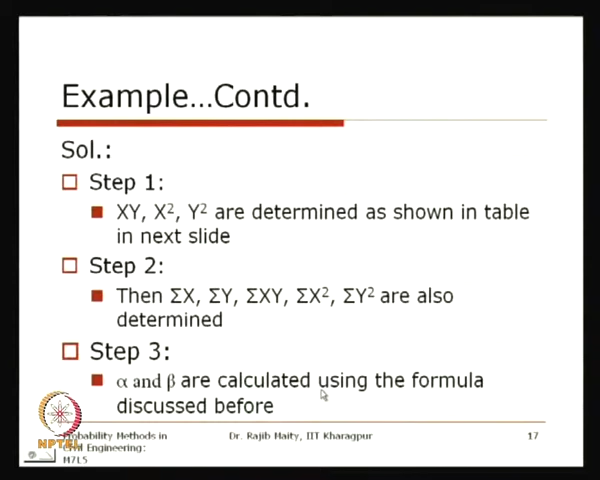 Example...Contd.
Sol.:
Step 1:
XY, X², Y² are determined as shown in table
in next slide
Step 2:
Then ΣX, ΣY, ΣXY, ΣX², ΣY² are also
determined
Step 3:
α and β are calculated using the formula
discussed before
Probability Methods in
Civil Engineering:
M7L5
Dr. Rajib Maity, IIT Kharagpur
17
NPTEL